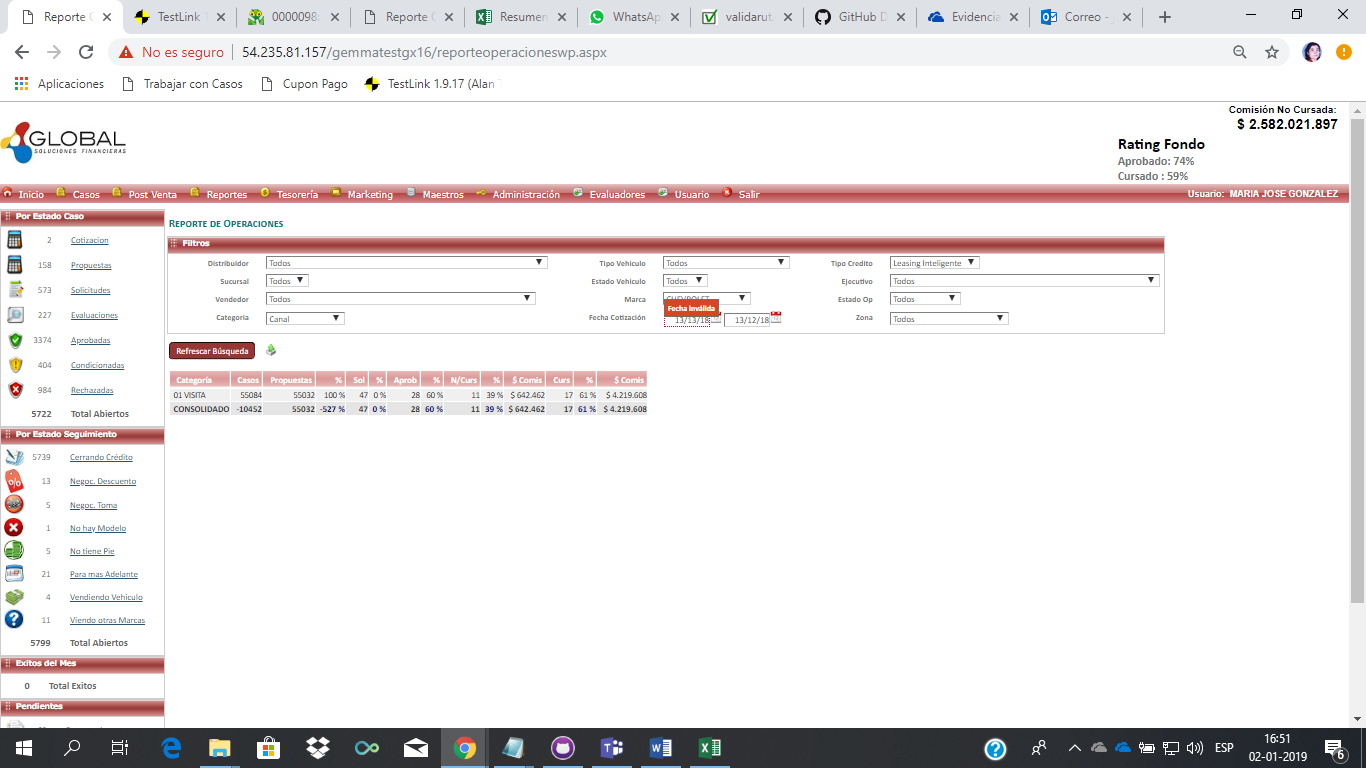 Reporte O
TestLink 1
0000098:
Reporte O
Resumen
WhatsAp
validarut.
GitHub D
Evidencia
Correo -
No es seguro | 54.235.81.157/gemmatestgx16/reporteoperacioneswp.aspx
Aplicaciones Trabajar con Casos Cupon Pago TestLink 1.9.17 (Alan
Comisión No Cursada:
$ 2.582.021.897
GLOBAL
SOLUCIONES FINANCIERAS
Rating Fondo
Aprobado: 74%
Cursado : 59%
Inicio Casos Post Venta Reportes Tesorería Marketing Maestros Administración Evaluadores Usuario Salir Usuario: MARIA JOSE GONZALEZ
Por Estado Caso
2 Cotizacion
158 Propuestas
573 Solicitudes
227 Evaluaciones
3374 Aprobadas
404 Condicionadas
984 Rechazadas
5722 Total Abiertos
Por Estado Seguimiento
5739 Cerrando Crédito
13 Negoc. Descuento
5 Negoc. Toma
1 No hay Modelo
5 No tiene Pie
21 Para mas Adelante
4 Vendiendo Vehiculo
11 Viendo otras Marcas
5799 Total Abiertos
Exitos del Mes
0 Total Exitos
Pendientes
REPORTE DE OPERACIONES
Filtros
Distribuidor Todos Tipo Vehiculo Todos Tipo Credito Leasing Inteligente
Sucursal Todos Estado Vehiculo Todos Ejecutivo Todos
Vendedor Todos Marca CHEVROLET Estado Op Todos
Fecha Inválida
Categoria Canal Fecha Cotización 13/13/18 13/12/18 Zona Todos
Refrescar Búsqueda
Categoría Casos Propuestas % Sol % Aprob % N/Curs % $ Comis Curs % $ Comis
01 VISITA 55084 55032 100 % 47 0 % 28 60 % 11 39 % $ 642.462 17 61 % $ 4.219.608
CONSOLIDADO -10452 55032 -527 % 47 0 % 28 60 % 11 39 % $ 642.462 17 61 % $ 4.219.608
ESP
16:51
02-01-2019
6